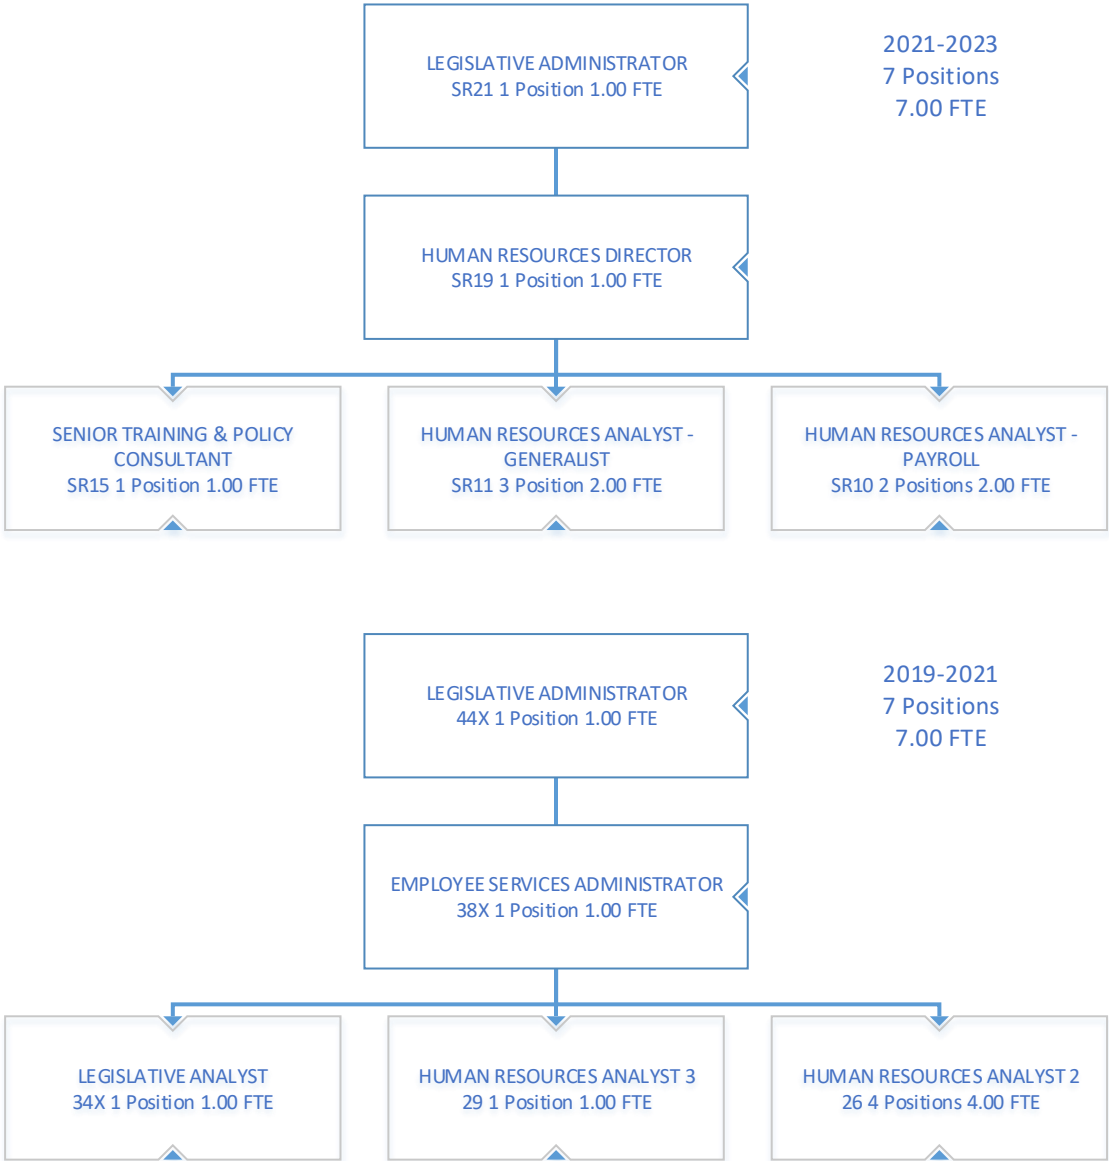 LEGISLATIVE ADMINISTRATOR
SR21 1 Position 1.00 FTE
2021-2023
7 Positions
7.00 FTE
HUMAN RESOURCES DIRECTOR
SR19 1 Position 1.00 FTE
SENIOR TRAINING & POLICY
CONSULTANT
SR15 1 Position 1.00 FTE
HUMAN RESOURCES ANALYST -
GENERALIST
SR11 3 Position 2.00 FTE
HUMAN RESOURCES ANALYST -
PAYROLL
SR10 2 Positions 2.00 FTE
LEGISLATIVE ADMINISTRATOR
44X 1 Position 1.00 FTE
2019-2021
7 Positions
7.00 FTE
EMPLOYEE SERVICES ADMINISTRATOR
38X 1 Position 1.00 FTE
LEGISLATIVE ANALYST
34X 1 Position 1.00 FTE
HUMAN RESOURCES ANALYST 3
29 1 Position 1.00 FTE
HUMAN RESOURCES ANALYST 2
26 4 Positions 4.00 FTE